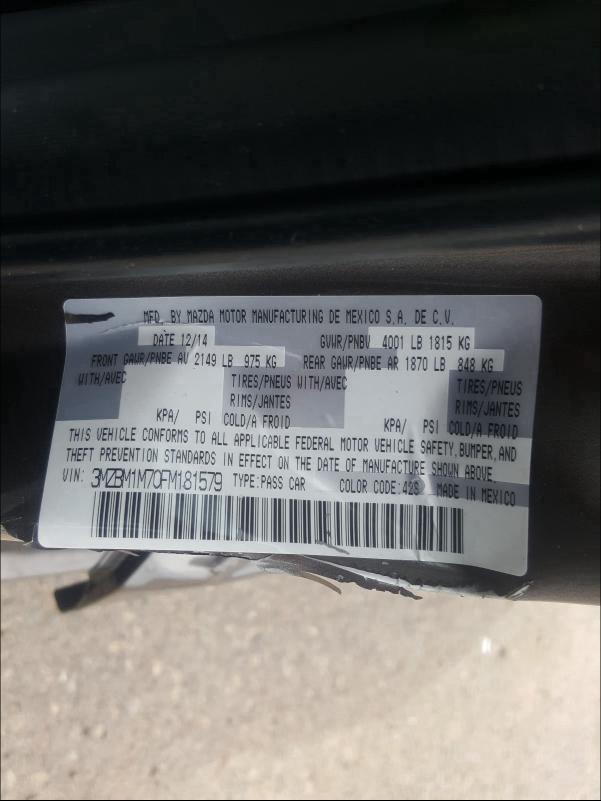 MFD. BY MAZDA MOTOR MANUFACTURING DE MEXICO S.A. DE C.V.
DATE 12/14 GVWR/PNBV 4001 LB 1815 KG
FRONT GAWR/PNBE AV 2149 LB 975 KG REAR GAWR/PNBE AR 1870 LB 848 KG
WITH/AVEC TIRES/PNEUS WITH/AVEC TIRES/PNEUS
RIMS/JANTES RIMS/JANTES
KPA/ PSI COLD/A FROID KPA/ PSI COLD/A FROID
THIS VEHICLE CONFORMS TO ALL APPLICABLE FEDERAL MOTOR VEHICLE SAFETY, BUMPER, AND
THEFT PREVENTION STANDARDS IN EFFECT ON THE DATE OF MANUFACTURE SHOWN ABOVE.
VIN: 3MZBM1M70FM181579 TYPE:PASS CAR COLOR CODE:42S MADE IN MEXICO